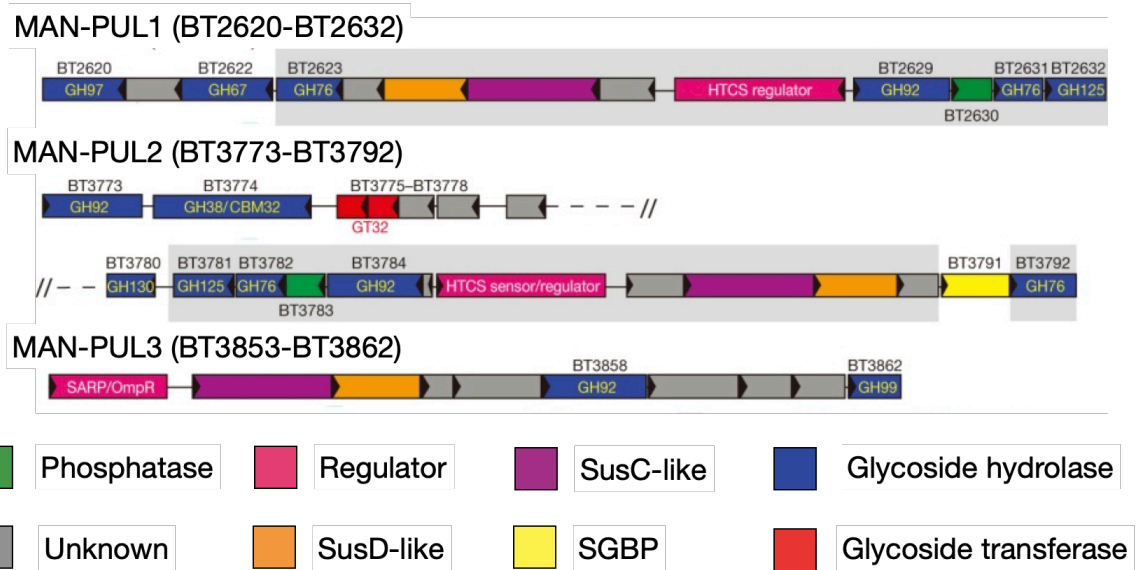 MAN-PUL1 (BT2620-BT2632)
BT2620 BT2622 BT2623 BT2629 BT2631 BT2632
GH97 GH67 GH76 HTCS regulator GH92 GH76 GH125
BT2630
MAN-PUL2 (BT3773-BT3792)
BT3773 BT3774 BT3775–BT3778
GH92 GH38/CBM32
GT32
//
BT3780 BT3781 BT3782 BT3784 BT3791 BT3792
// GH130 GH125 GH76 GH92 HTCS sensor/regulator GH76
BT3783
MAN-PUL3 (BT3853-BT3862)
BT3858 BT3862
SARP/OmpR GH92 GH99
Phosphatase Regulator SusC-like Glycoside hydrolase
Unknown SusD-like SGBP Glycoside transferase